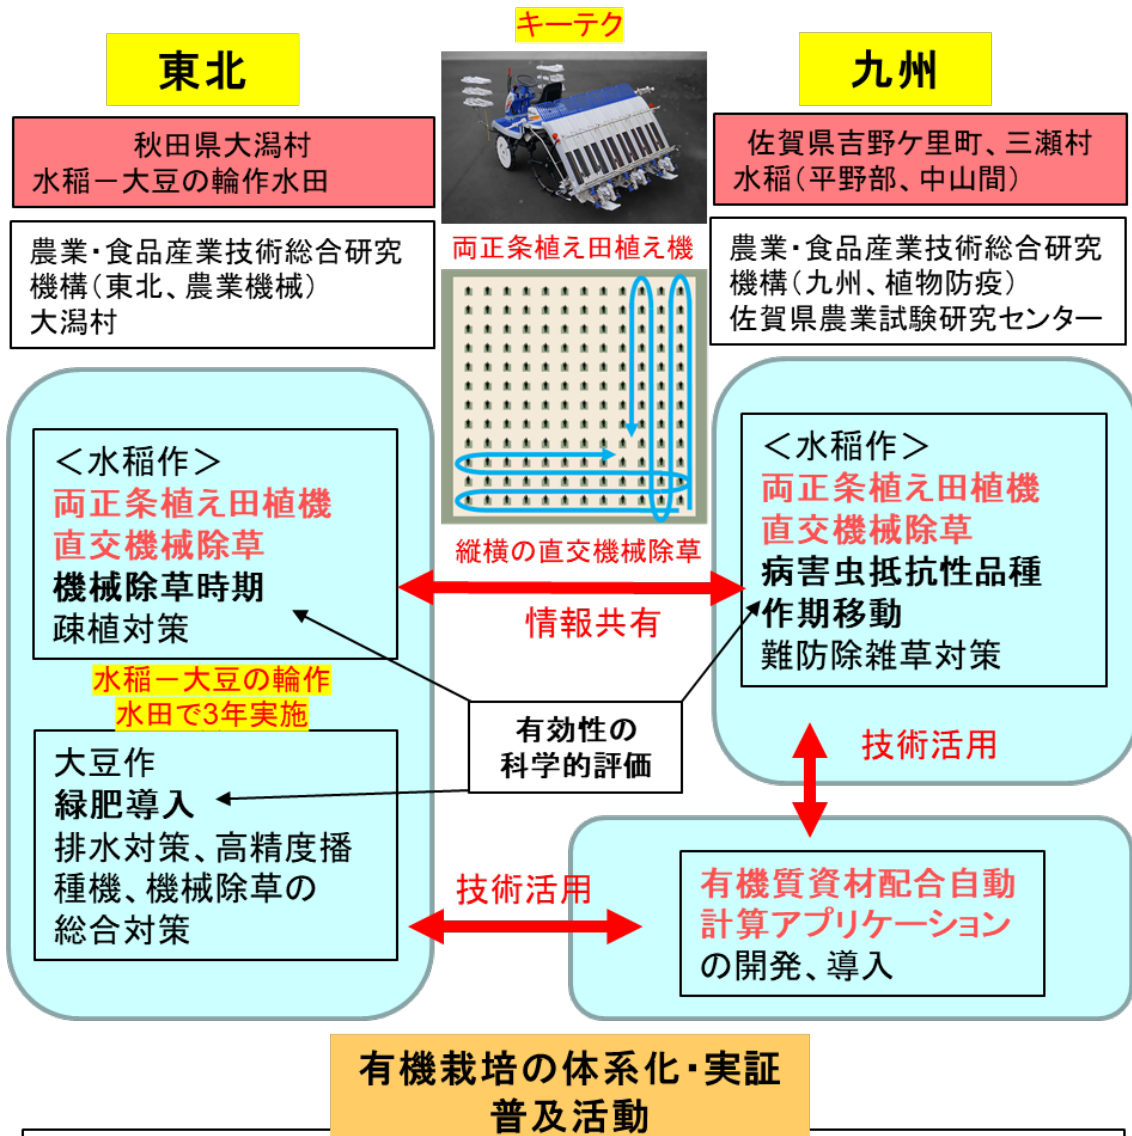 キーテク
東北
九州
秋田県大潟村
水稲－大豆の輪作水田
佐賀県吉野ケ里町、三瀬村
水稲（平野部、中山間）
農業・食品産業技術総合研究
機構（東北、農業機械）
大潟村
両正条植え田植え機
農業・食品産業技術総合研究
機構（九州、植物防疫）
佐賀県農業試験研究センター
＜水稲作＞
両正条植え田植機
直交機械除草
機械除草時期
疎植対策
縦横の直交機械除草
情報共有
＜水稲作＞
両正条植え田植機
直交機械除草
病害虫抵抗性品種
作期移動
難防除雑草対策
水稲－大豆の輪作
水田で3年実施
有効性の
科学的評価
技術活用
大豆作
緑肥導入
排水対策、高精度播
種機、機械除草の
総合対策
技術活用
有機質資材配合自動
計算アプリケーション
の開発、導入
有機栽培の体系化・実証
普及活動